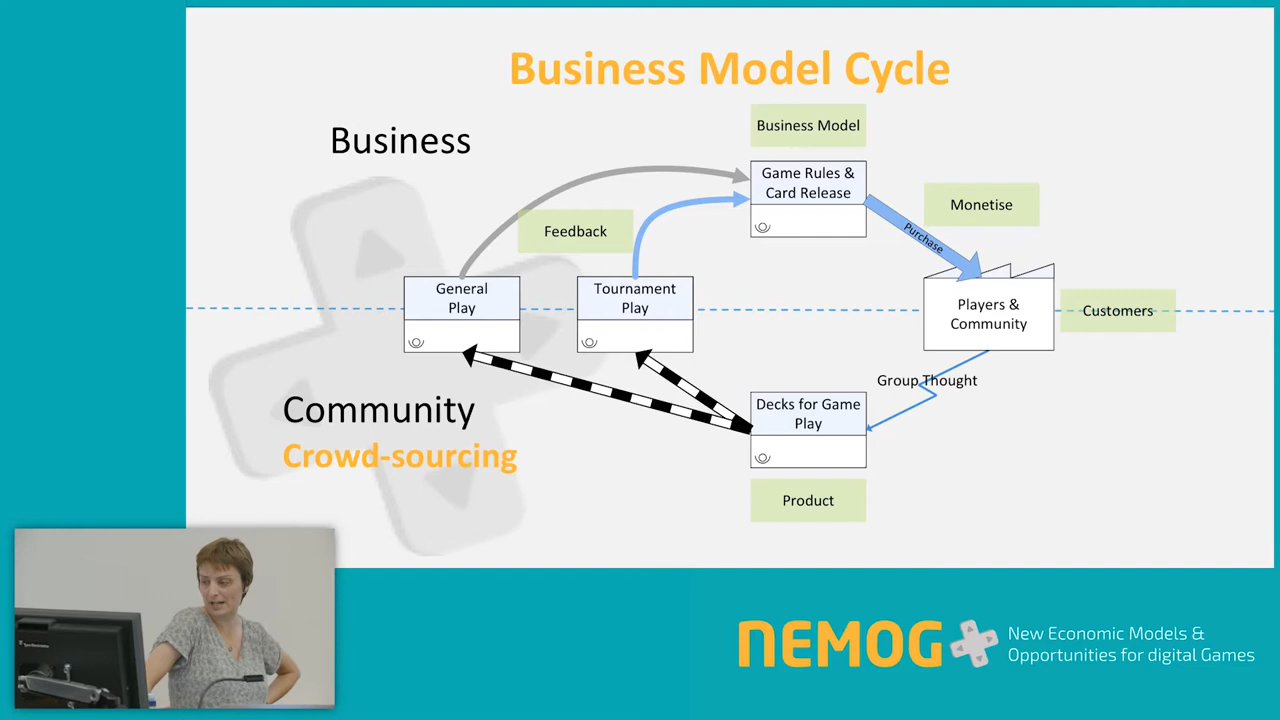 Business Model Cycle
Business
Business Model
Game Rules &
Card Release
Monetise
Purchase
Feedback
General
Play
Tournament
Play
Players &
Community
Customers
Group Thought
Community
Crowd-sourcing
Decks for Game
Play
Product
NEMOG
New Economic Models &
Opportunities for digital Games